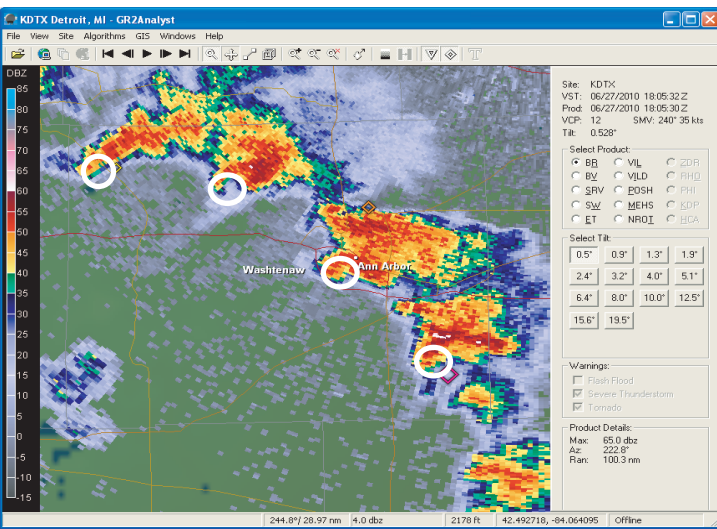 KDTX Detroit, MI - GR2Analyst
File View Site Algorithms GIS Windows Help
DBZ
85
80
75
70
65
60
55
50
45
40
35
30
25
20
15
10
5
0
-5
-10
-15
Washtenaw
Ann Arbor
Site: KDTX
VST: 06/27/2010 18:05:32 Z
Prod: 06/27/2010 18:05:30 Z
VCP: 12 SMV: 240° 35 kts
Tilt: 0.528°
Select Product:
BR VIL ZDR
BV VILD RHO
SRV POSH PHI
SW MEHS KDP
ET NROT HCA
Select Tilt:
0.5° 0.9° 1.3° 1.9°
2.4° 3.2° 4.0° 5.1°
6.4° 8.0° 10.0° 12.5°
15.6° 19.5°
Warnings:
Flash Flood
Severe Thunderstorm
Tornado
Product Details:
Max: 65.0 dbz
Az: 222.8°
Ran: 100.3 nm
244.8°/ 28.97 nm 4.0 dbz 2178 ft 42.492718, -84.064095 Offline